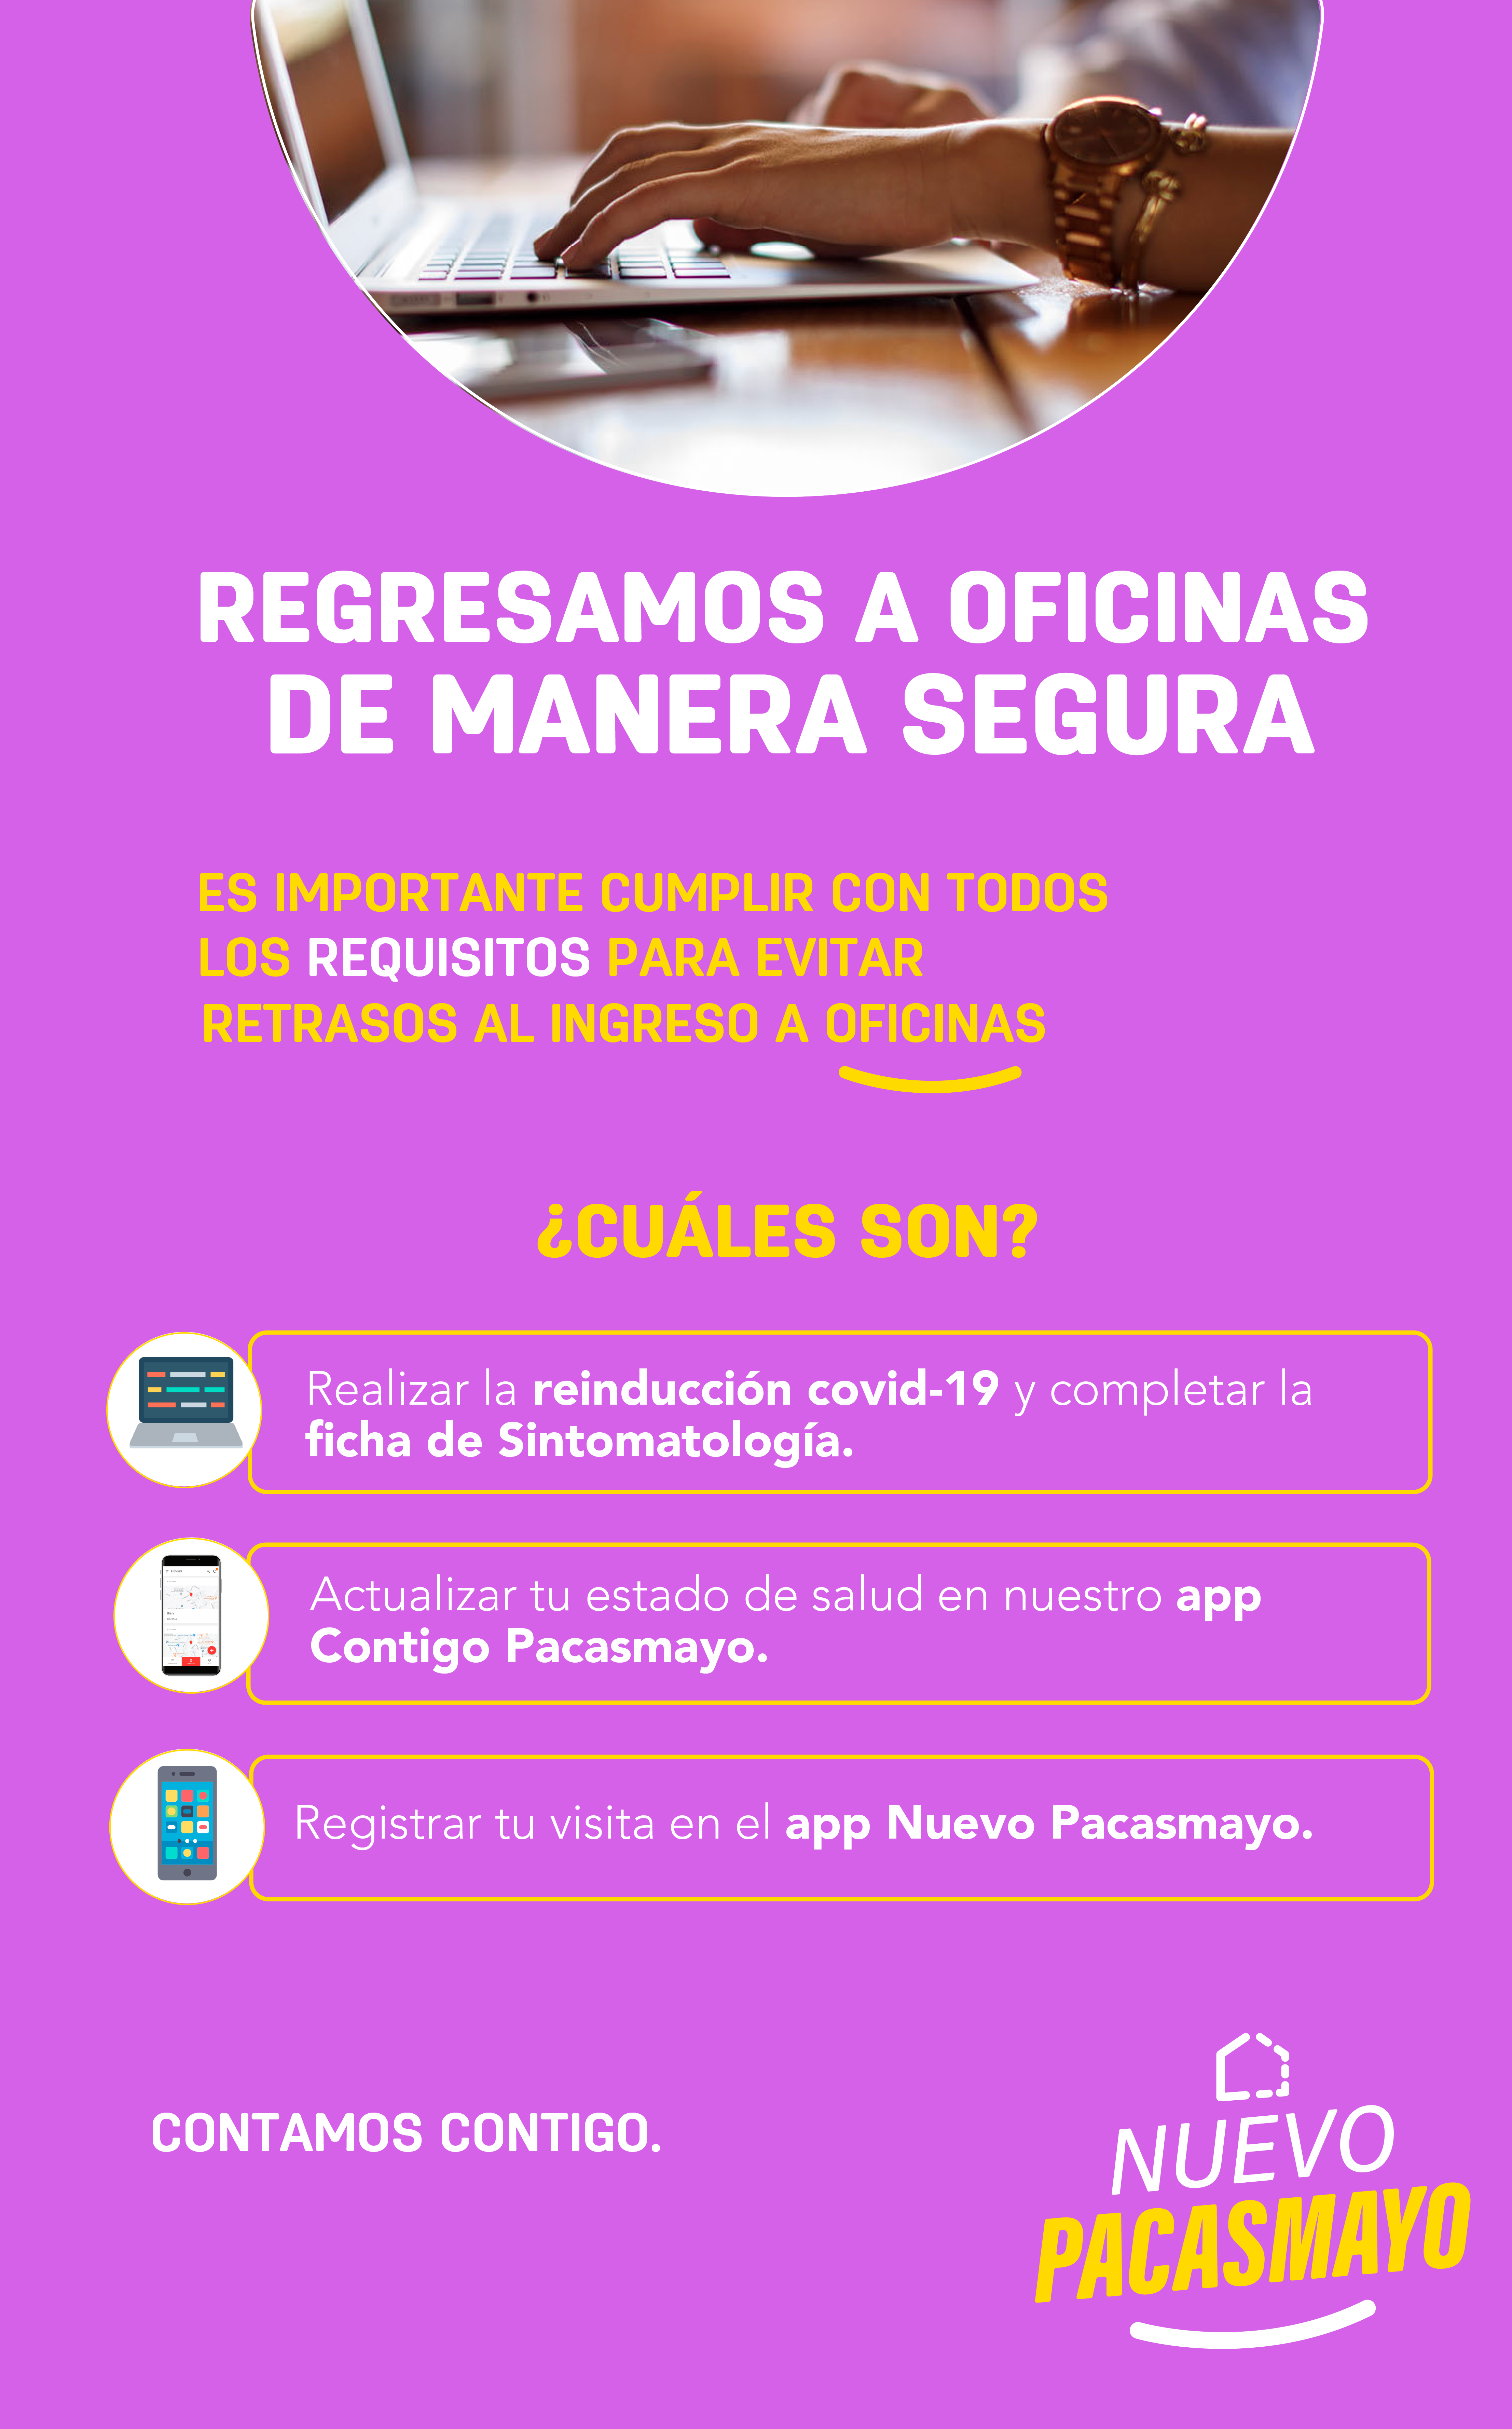 REGRESAMOS A OFICINAS
DE MANERA SEGURA
ES IMPORTANTE CUMPLIR CON TODOS
LOS REQUISITOS PARA EVITAR
RETRASOS AL INGRESO A OFICINAS
¿CUÁLES SON?
Realizar la reinducción covid-19 y completar la
ficha de Sintomatología.
Actualizar tu estado de salud en nuestro app
Contigo Pacasmayo.
Registrar tu visita en el app Nuevo Pacasmayo.
CONTAMOS CONTIGO.
NUEVO
PACASMAYO